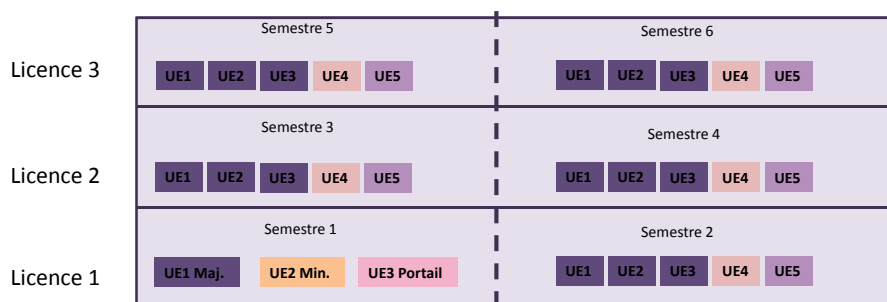 Semestre 5
Semestre 6
Licence 3
UE1 UE2 UE3 UE4 UE5
UE1 UE2 UE3 UE4 UE5
Semestre 3
Semestre 4
Licence 2
UE1 UE2 UE3 UE4 UE5
UE1 UE2 UE3 UE4 UE5
Semestre 1
Semestre 2
Licence 1
UE1 Maj. UE2 Min. UE3 Portail
UE1 UE2 UE3 UE4 UE5